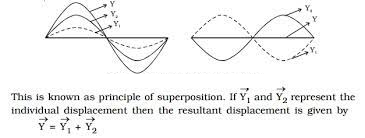 Y
Y₂
Y₁
Y₂
Y
Y₁
This is known as principle of superposition. If Y⃗₁ and Y⃗₂ represent the
individual displacement then the resultant displacement is given by
Y⃗ = Y⃗₁ + Y⃗₂